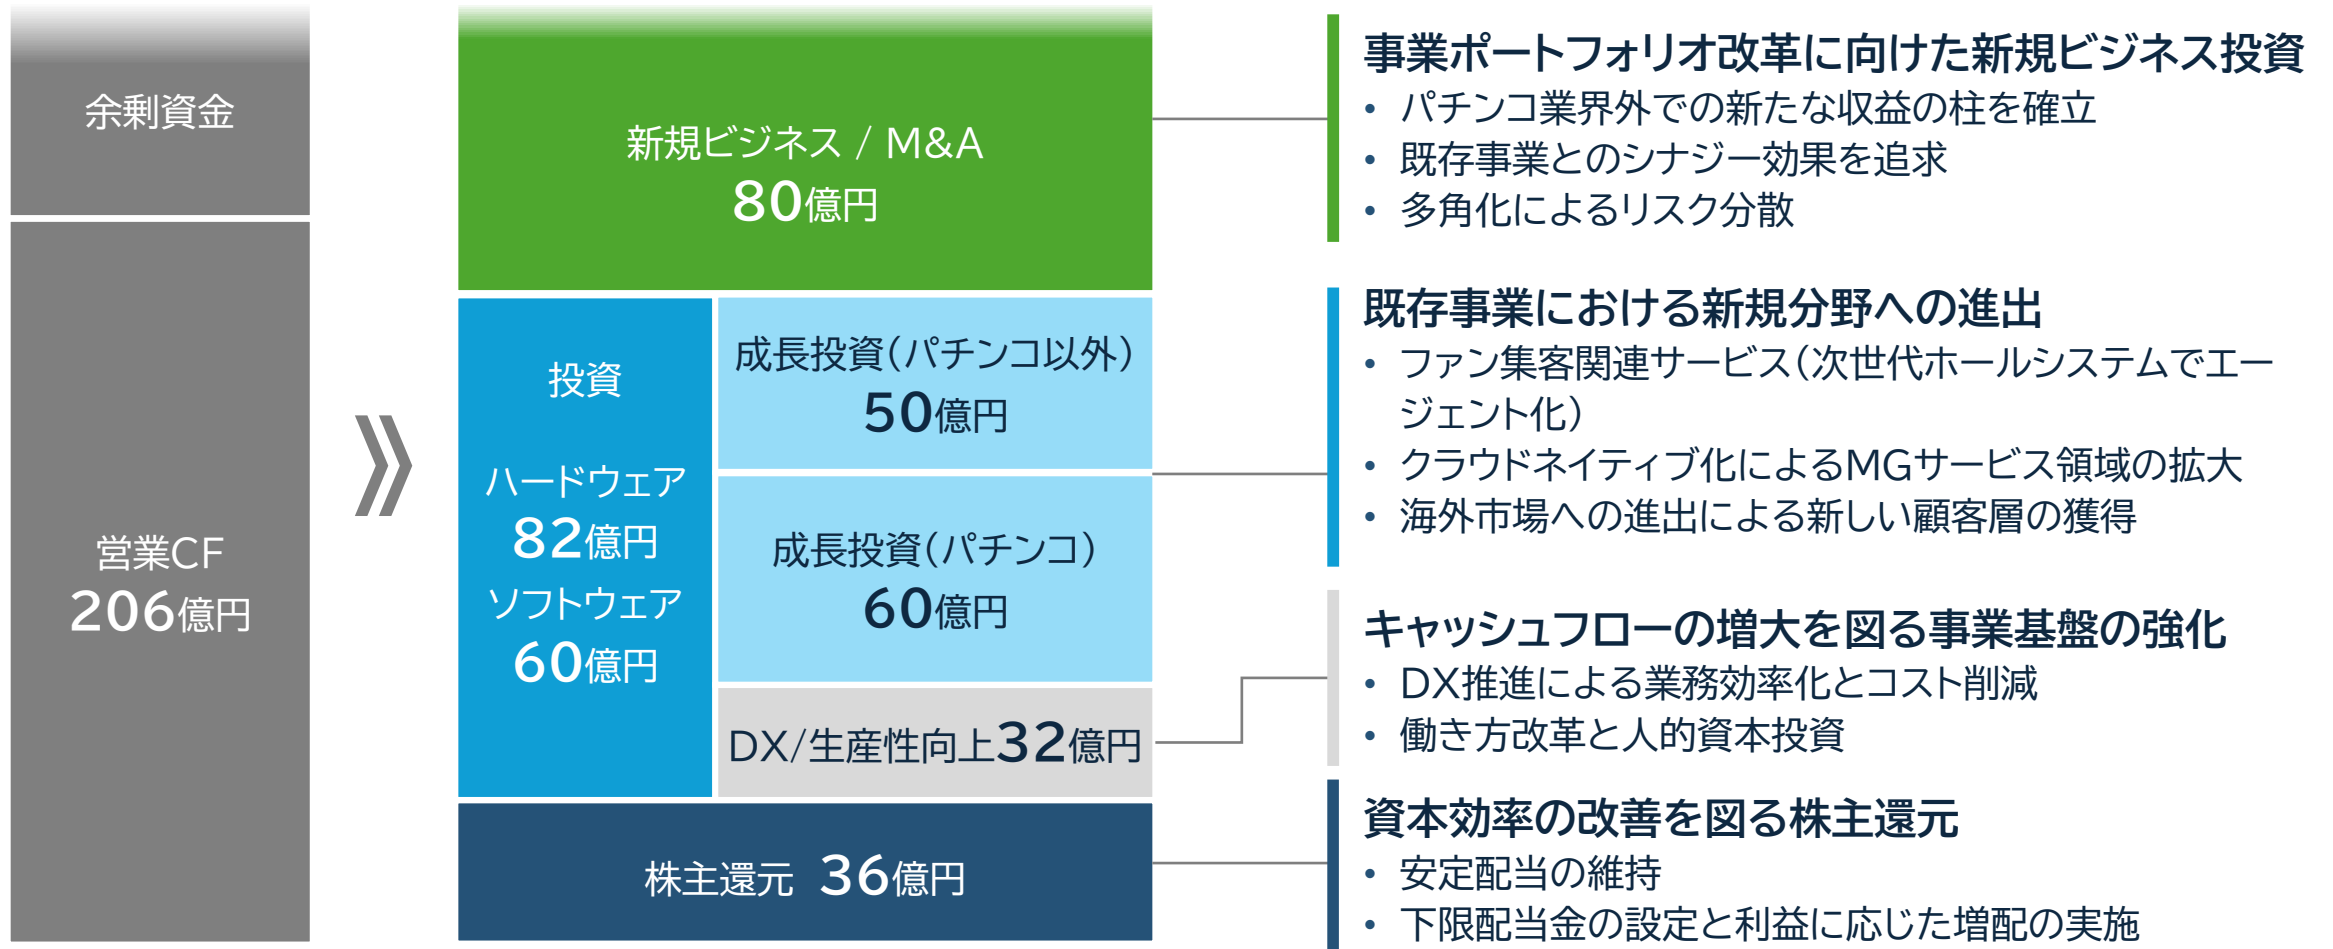 余剰資金
営業CF
206億円
新規ビジネス / M&A
80億円
投資
ハードウェア
82億円
ソフトウェア
60億円
成長投資(パチンコ以外)
50億円
成長投資(パチンコ)
60億円
DX/生産性向上32億円
株主還元 36億円
事業ポートフォリオ改革に向けた新規ビジネス投資
• パチンコ業界外での新たな収益の柱を確立
• 既存事業とのシナジー効果を追求
• 多角化によるリスク分散
既存事業における新規分野への進出
• ファン集客関連サービス(次世代ホールシステムでエー
ジェント化)
• クラウドネイティブ化によるMGサービス領域の拡大
• 海外市場への進出による新しい顧客層の獲得
キャッシュフローの増大を図る事業基盤の強化
• DX推進による業務効率化とコスト削減
• 働き方改革と人的資本投資
資本効率の改善を図る株主還元
• 安定配当の維持
• 下限配当金の設定と利益に応じた増配の実施